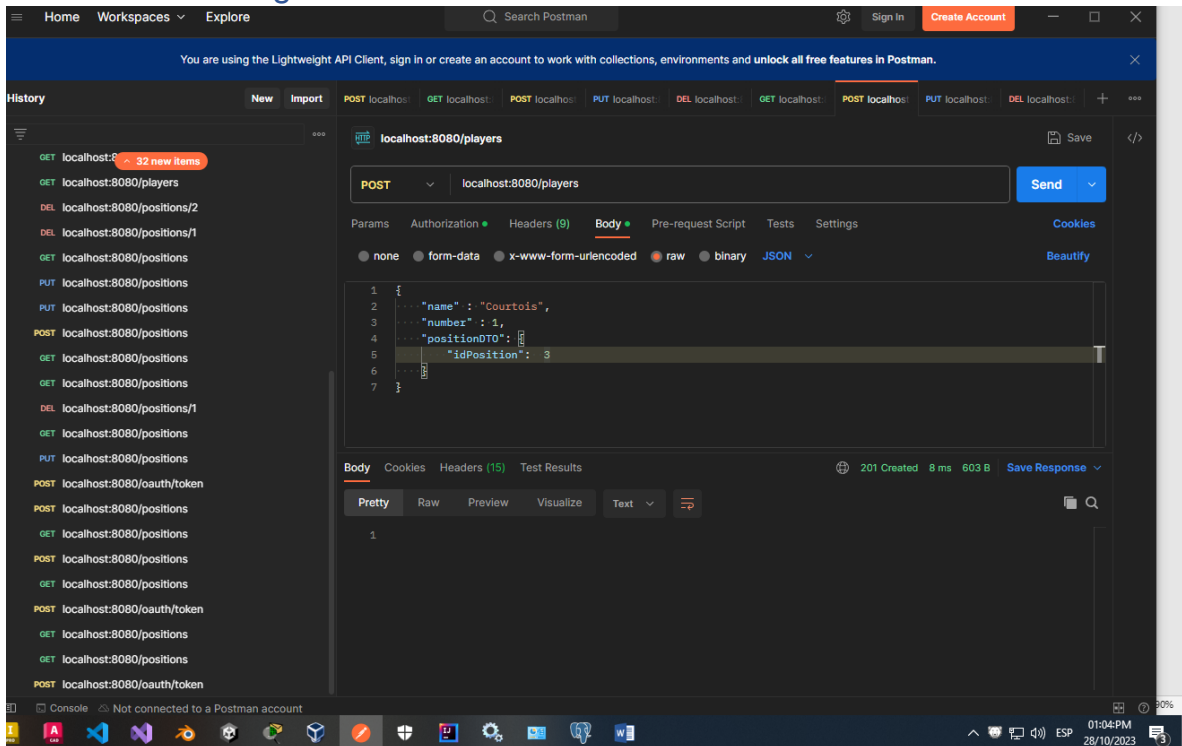 Home Workspaces Explore Search Postman Sign In Create Account
You are using the Lightweight API Client, sign in or create an account to work with collections, environments and unlock all free features in Postman.
History New Import POST localhost GET localhost: POST localhost PUT localhost: DEL localhost: GET localhost: POST localhost PUT localhost: DEL localhost:
HTTP localhost:8080/players Save
GET localhost:8
32 new items
GET localhost:8080/players
DEL localhost:8080/positions/2
DEL localhost:8080/positions/1
GET localhost:8080/positions
PUT localhost:8080/positions
PUT localhost:8080/positions
POST localhost:8080/positions
GET localhost:8080/positions
GET localhost:8080/positions
DEL localhost:8080/positions/1
GET localhost:8080/positions
PUT localhost:8080/positions
POST localhost:8080/oauth/token
POST localhost:8080/positions
GET localhost:8080/positions
POST localhost:8080/positions
GET localhost:8080/positions
POST localhost:8080/oauth/token
GET localhost:8080/positions
GET localhost:8080/positions
POST localhost:8080/oauth/token
POST localhost:8080/players Send
Params Authorization Headers (9) Body Pre-request Script Tests Settings Cookies
none form-data x-www-form-urlencoded raw binary JSON Beautify
1 {
2 "name" : "Courtois",
3 "number" : 1,
4 "positionDTO": {
5 "idPosition": 3
6 }
7 }
Body Cookies Headers (15) Test Results 201 Created 8 ms 603 B Save Response
Pretty Raw Preview Visualize Text
1
Console Not connected to a Postman account
90%
ESP 01:04 PM
28/10/2023